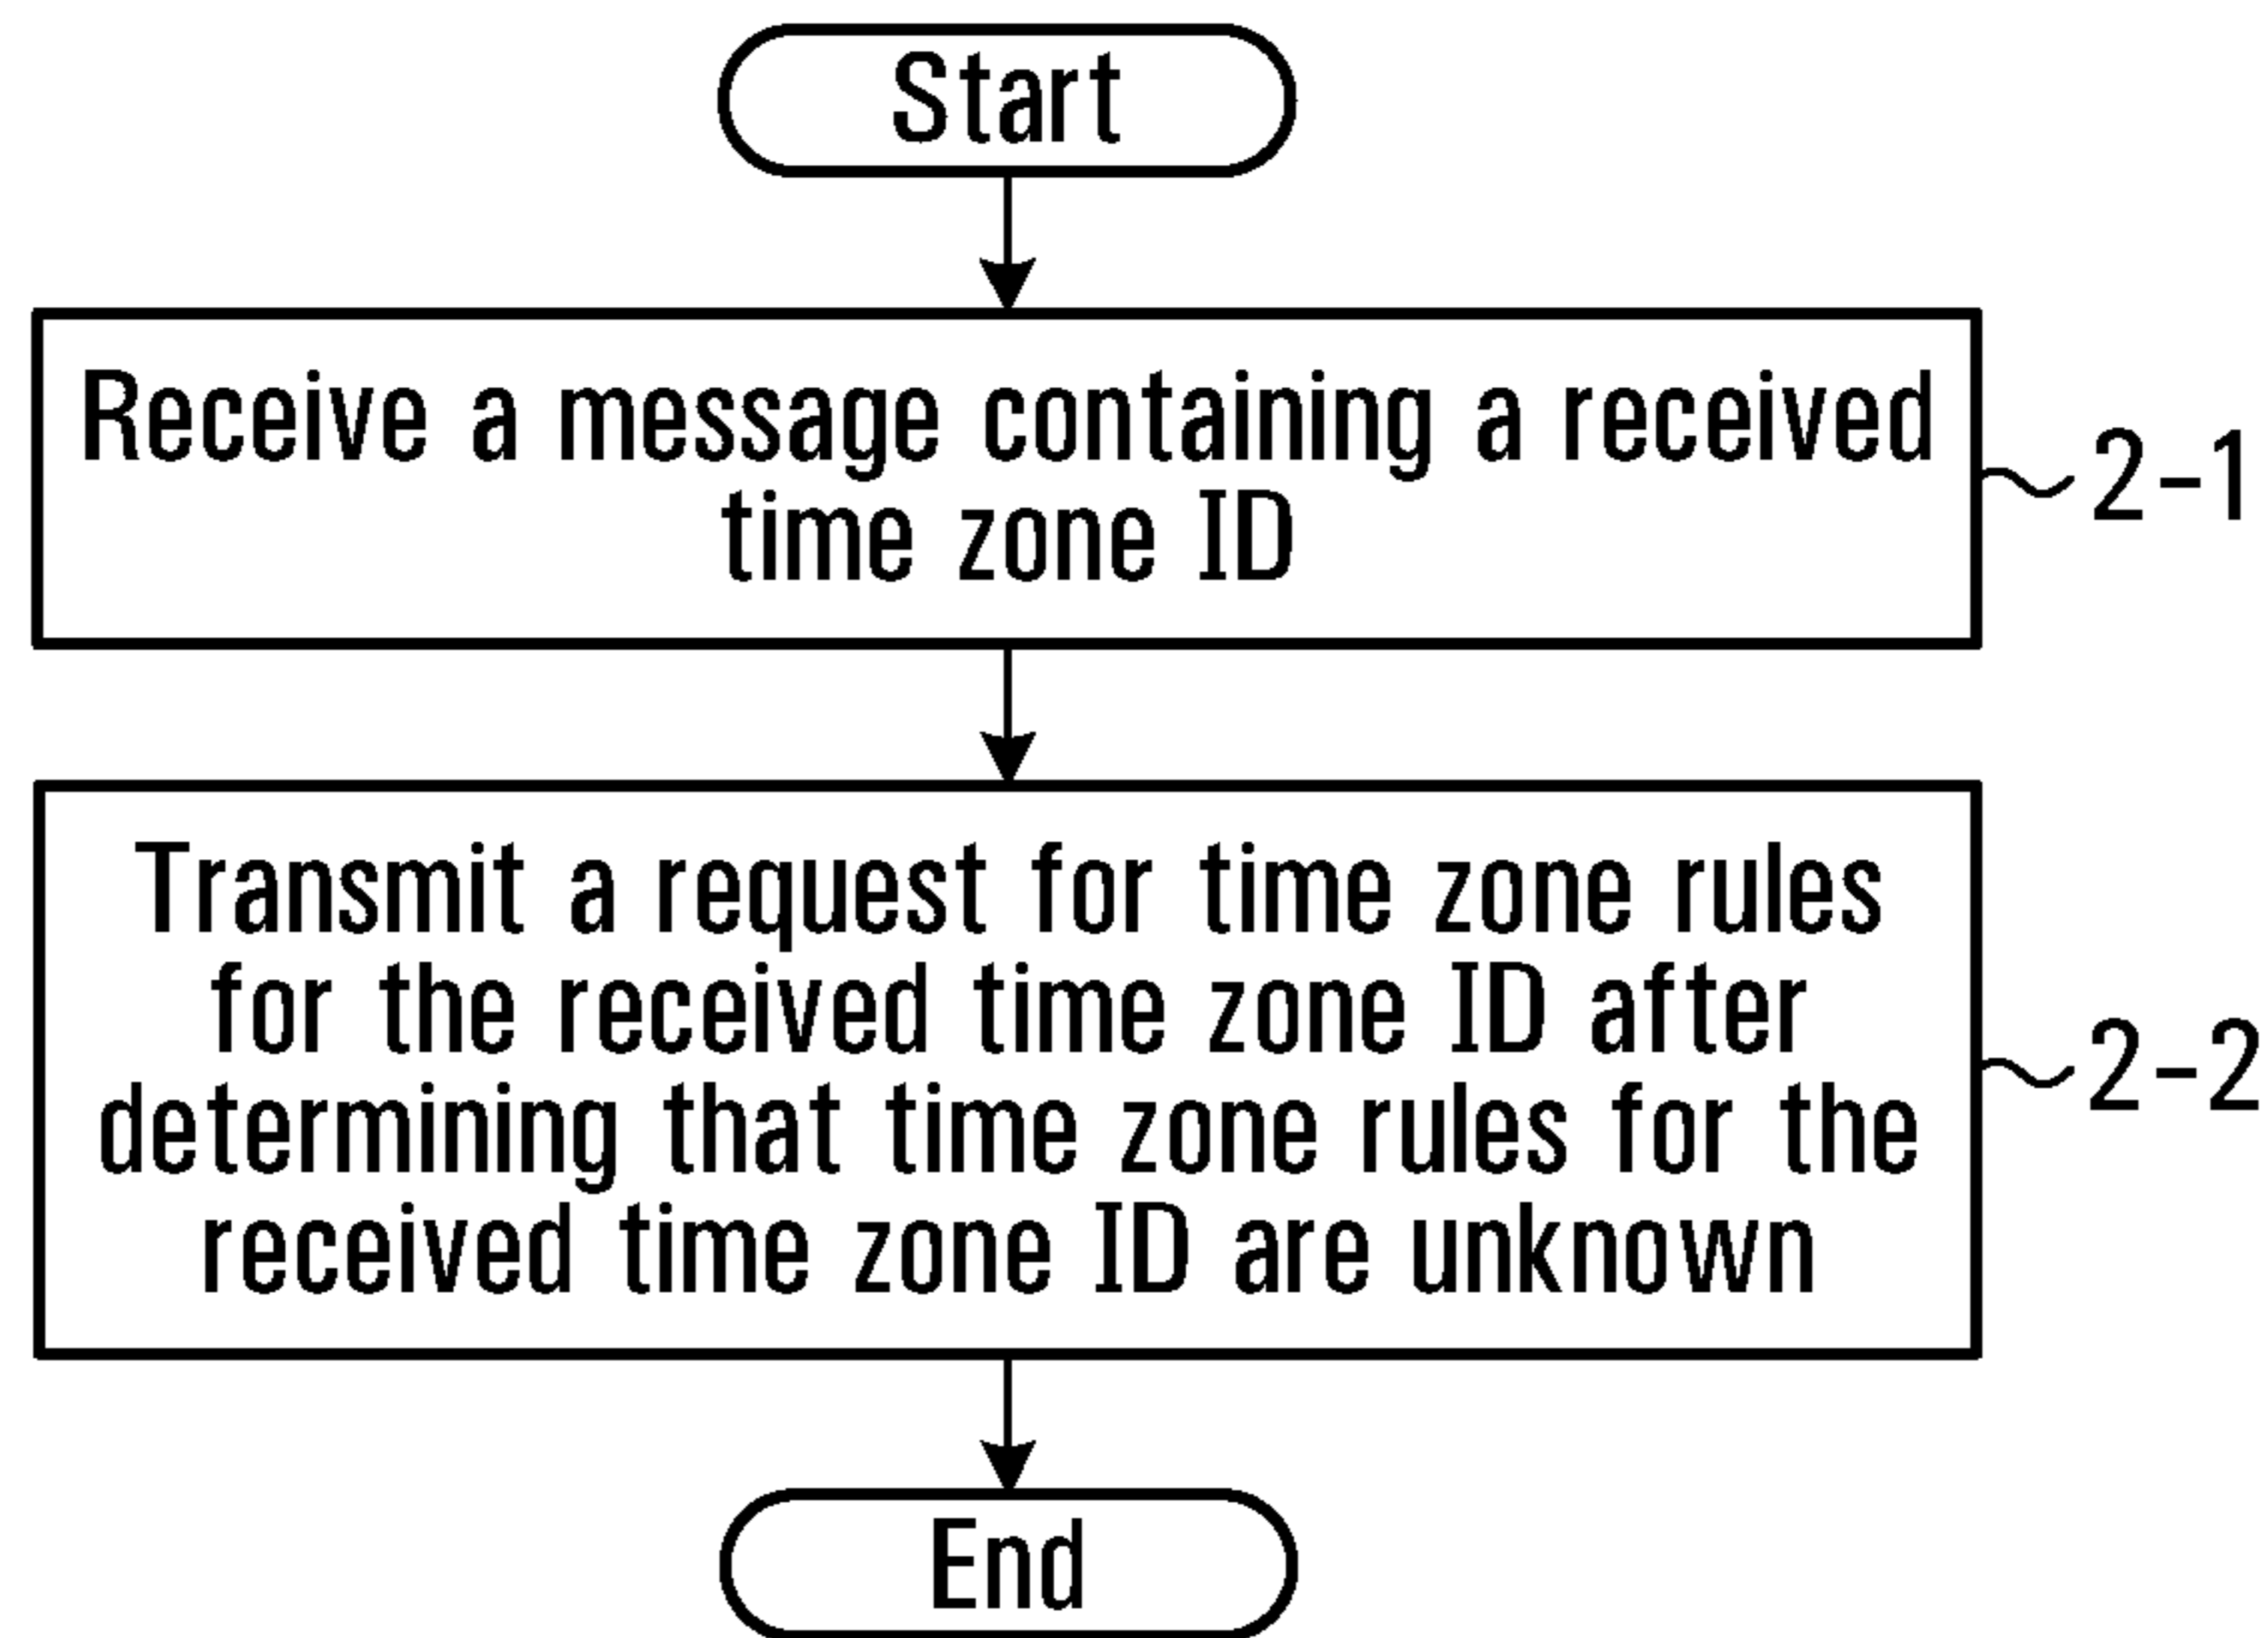 Start
Receive a message containing a received
time zone ID
2-1
Transmit a request for time zone rules
for the received time zone ID after
determining that time zone rules for the
received time zone ID are unknown
2-2
End